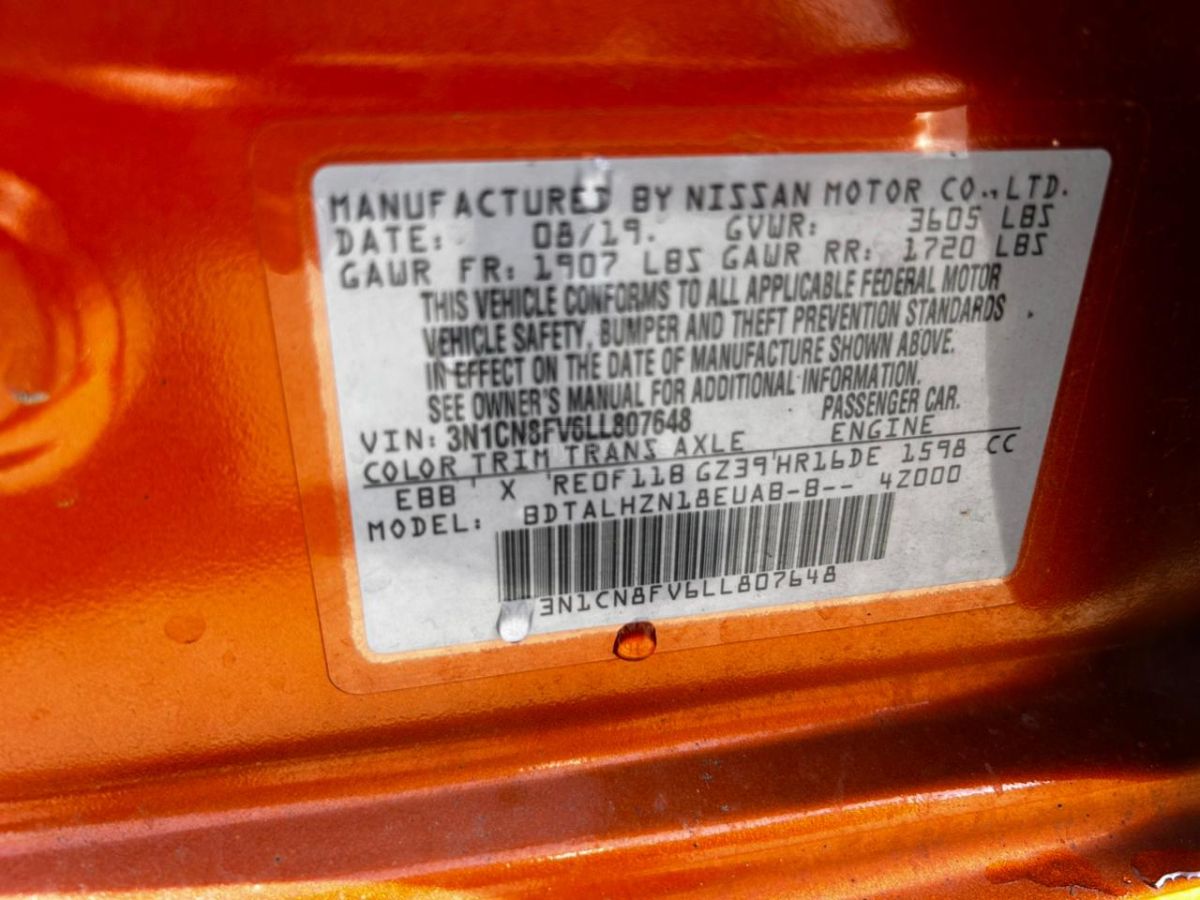 MANUFACTURED BY NISSAN MOTOR CO., LTD.
DATE: 08/19. GVWR: 3605 LBS
GAWR FR: 1907 LBS GAWR RR: 1720 LBS
THIS VEHICLE CONFORMS TO ALL APPLICABLE FEDERAL MOTOR
VEHICLE SAFETY, BUMPER AND THEFT PREVENTION STANDARDS
IN EFFECT ON THE DATE OF MANUFACTURE SHOWN ABOVE.
SEE OWNER'S MANUAL FOR ADDITIONAL INFORMATION.
VIN: 3N1CN8FV6LL807648 PASSENGER CAR.
COLOR TRIM TRANS AXLE ENGINE
EBB X RE0F11B GZ39 HR16DE 1598 CC
MODEL: BDTALHZN18EUAB-B-- 4Z000
3N1CN8FV6LL807648